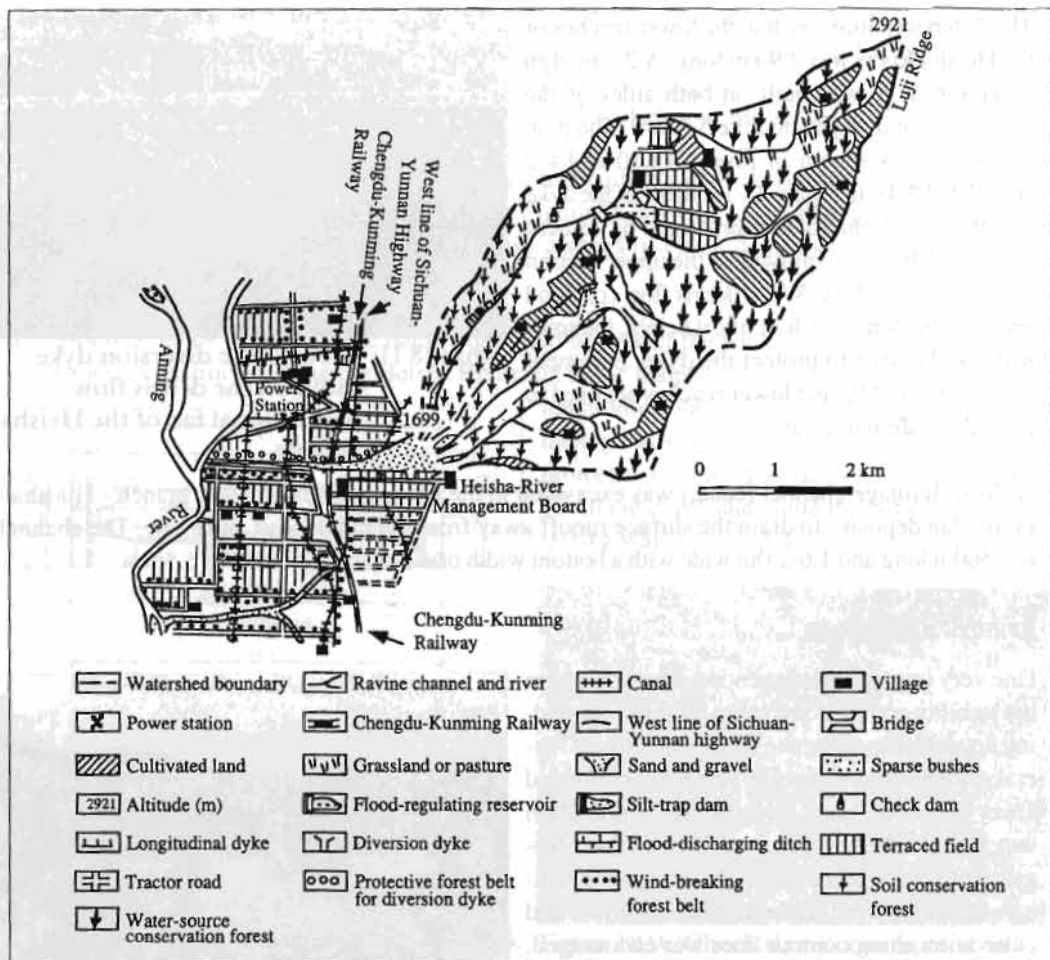 2921
Luji Ridge
West line of Sichuan-
Yunnan Highway
Chengdu-Kunming
Railway
Anning
River
Power
Station
1699
Heisha-River
Management Board
0 1 2 km
Chengdu-Kunming
Railway
Watershed boundary
Ravine channel and river
Canal
Village
Power station
Chengdu-Kunming Railway
West line of Sichuan-
Yunnan highway
Bridge
Cultivated land
Grassland or pasture
Sand and gravel
Sparse bushes
2921 Altitude (m)
Flood-regulating reservoir
Silt-trap dam
Check dam
Longitudinal dyke
Diversion dyke
Flood-discharging ditch
Terraced field
Tractor road
Protective forest belt
for diversion dyke
Wind-breaking
forest belt
Soil conservation
forest
Water-source
conservation forest